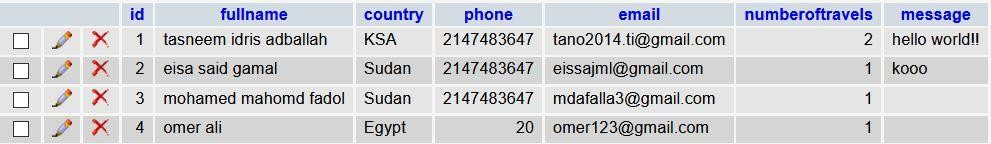 id fullname country phone email numberoftravels message
1 tasneem idris adballah KSA 2147483647 tano2014.ti@gmail.com 2 hello world!!
2 eisa said gamal Sudan 2147483647 eissajml@gmail.com 1 kooo
3 mohamed mahomd fadol Sudan 2147483647 mdafalla3@gmail.com 1
4 omer ali Egypt 20 omer123@gmail.com 1